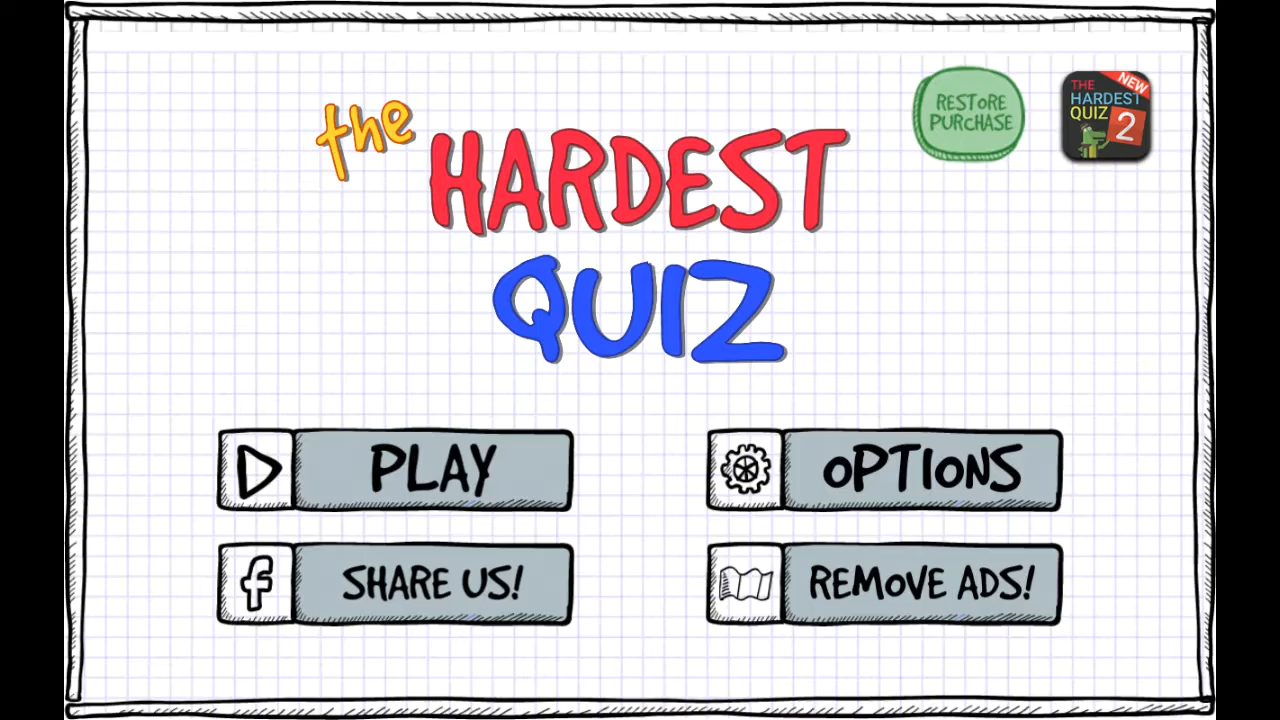 the
HARDEST
QUIZ
RESTORE
PURCHASE
NEW
THE
HARDEST
QUIZ
2
PLAY
OPTIONS
f
SHARE US!
REMOVE ADS!